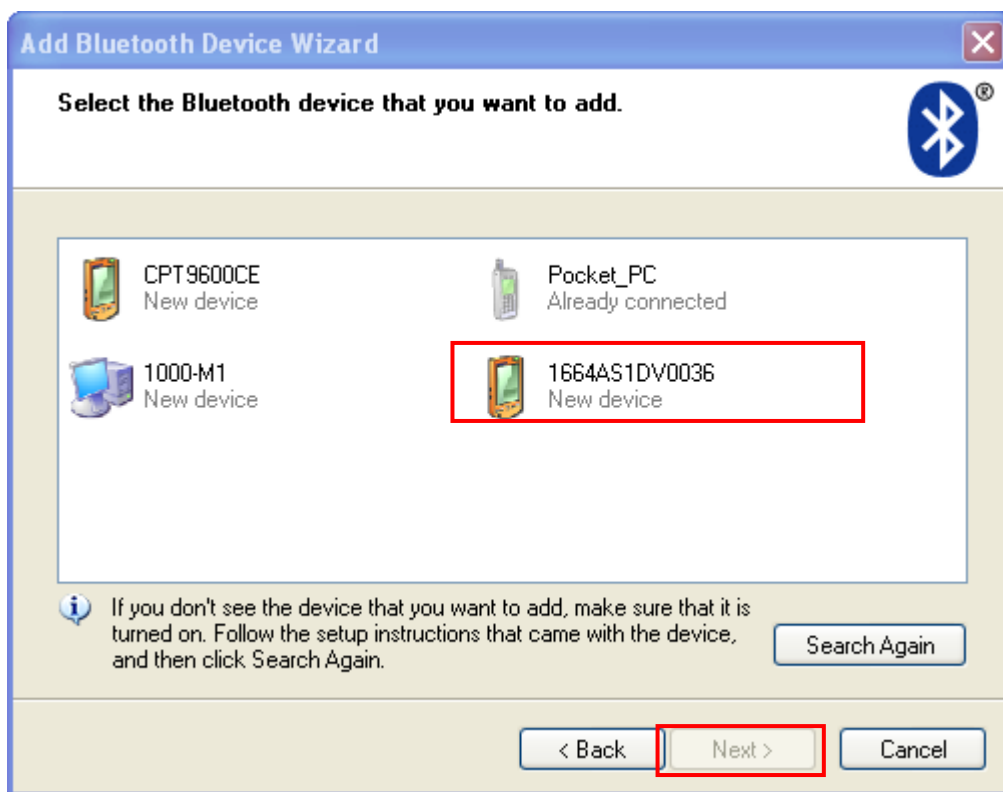 Add Bluetooth Device Wizard
Select the Bluetooth device that you want to add.
®
CPT9600CE
New device
Pocket_PC
Already connected
1000-M1
New device
1664AS1DV0036
New device
If you don't see the device that you want to add, make sure that it is
turned on. Follow the setup instructions that came with the device,
and then click Search Again.
Search Again
< Back
Next >
Cancel